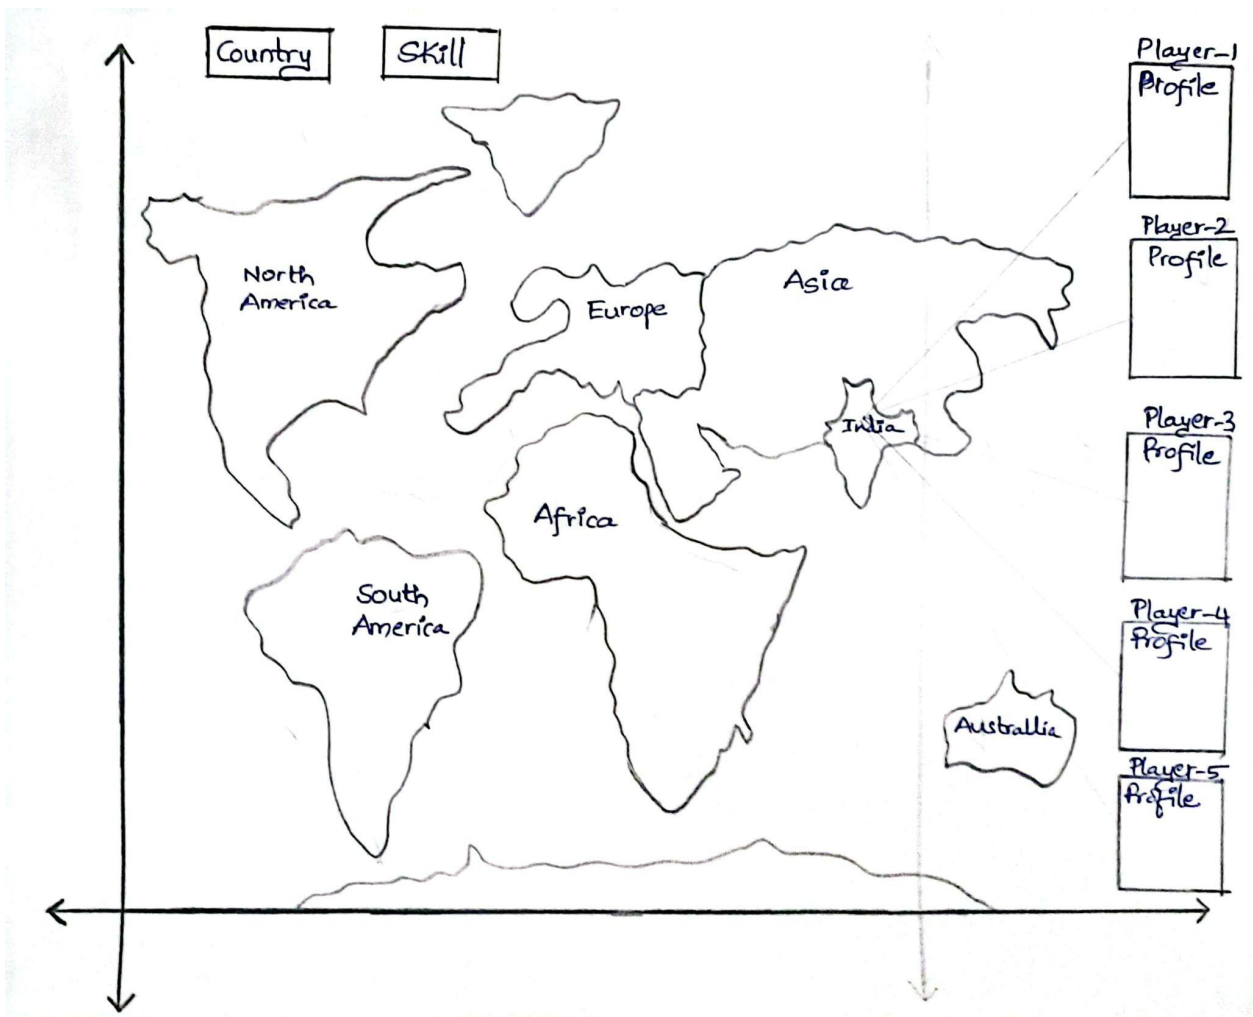 Country
Skill
Player-1
Profile
Player-2
Profile
North
America
Europe
Asia
India
Player-3
Profile
Africa
South
America
Player-4
Profile
Australlia
Player-5
Profile